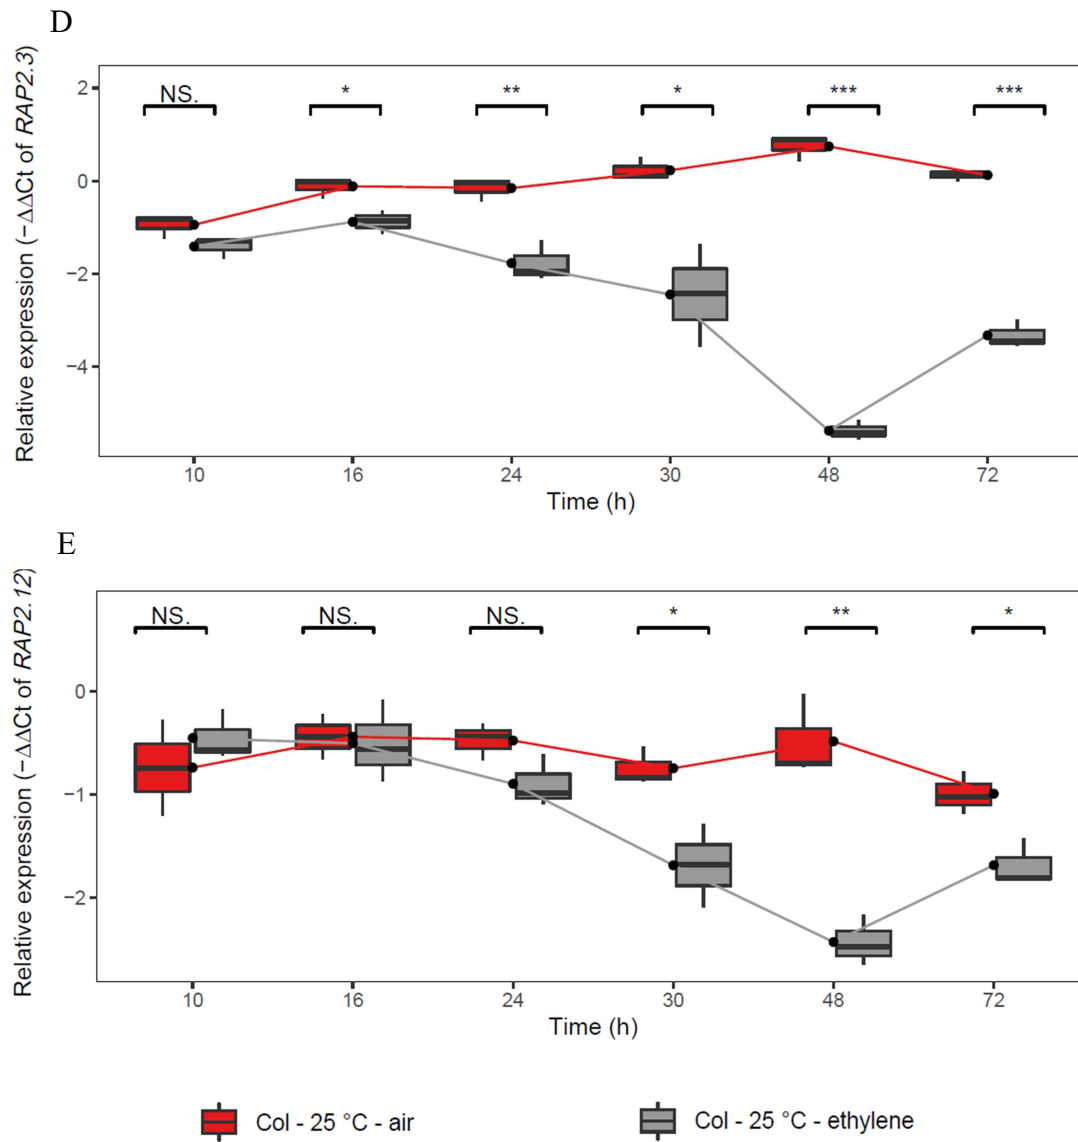 D
Relative expression (−ΔΔCt of RAP2.3)
2
0
−2
−4
NS.
*
**
*
***
***
10
16
24
30
48
72
Time (h)
E
Relative expression (−ΔΔCt of RAP2.12)
0
−1
−2
NS.
NS.
NS.
*
**
*
10
16
24
30
48
72
Time (h)
Col - 25 °C - air
Col - 25 °C - ethylene